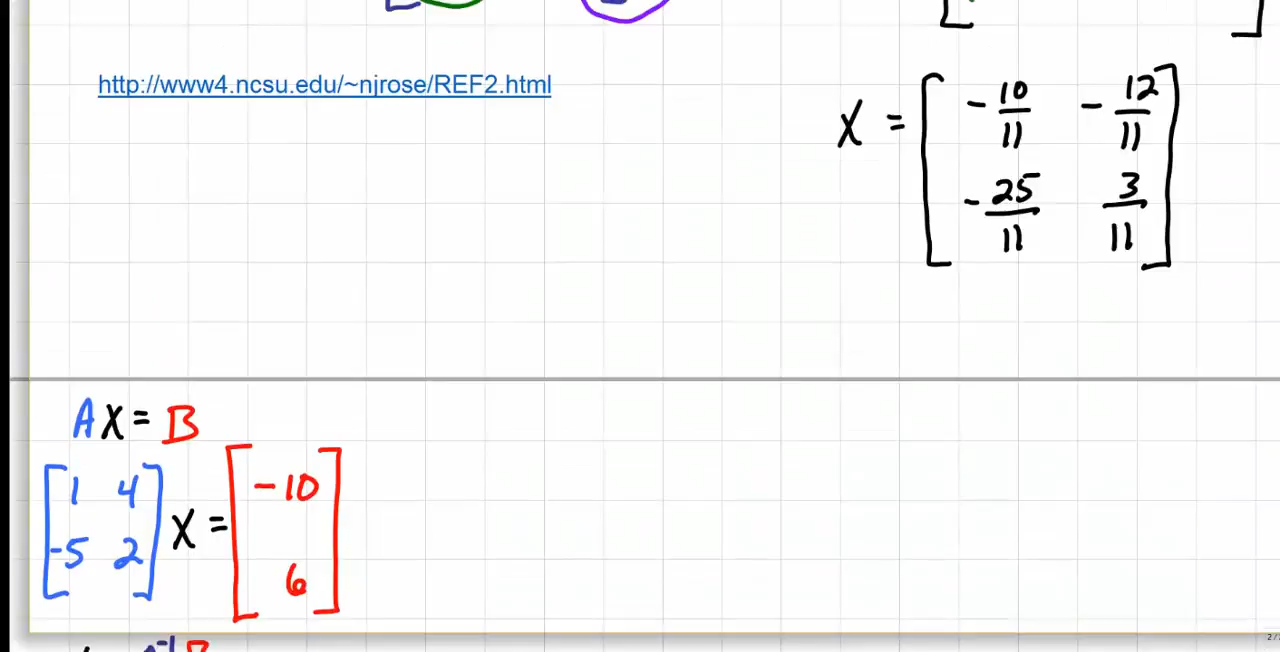 http://www4.ncsu.edu/~njrose/REF2.html
X = [ -10/11 -12/11
-25/11 3/11 ]
AX = B
[ 1 4
-5 2 ] X = [ -10
6 ]
2/